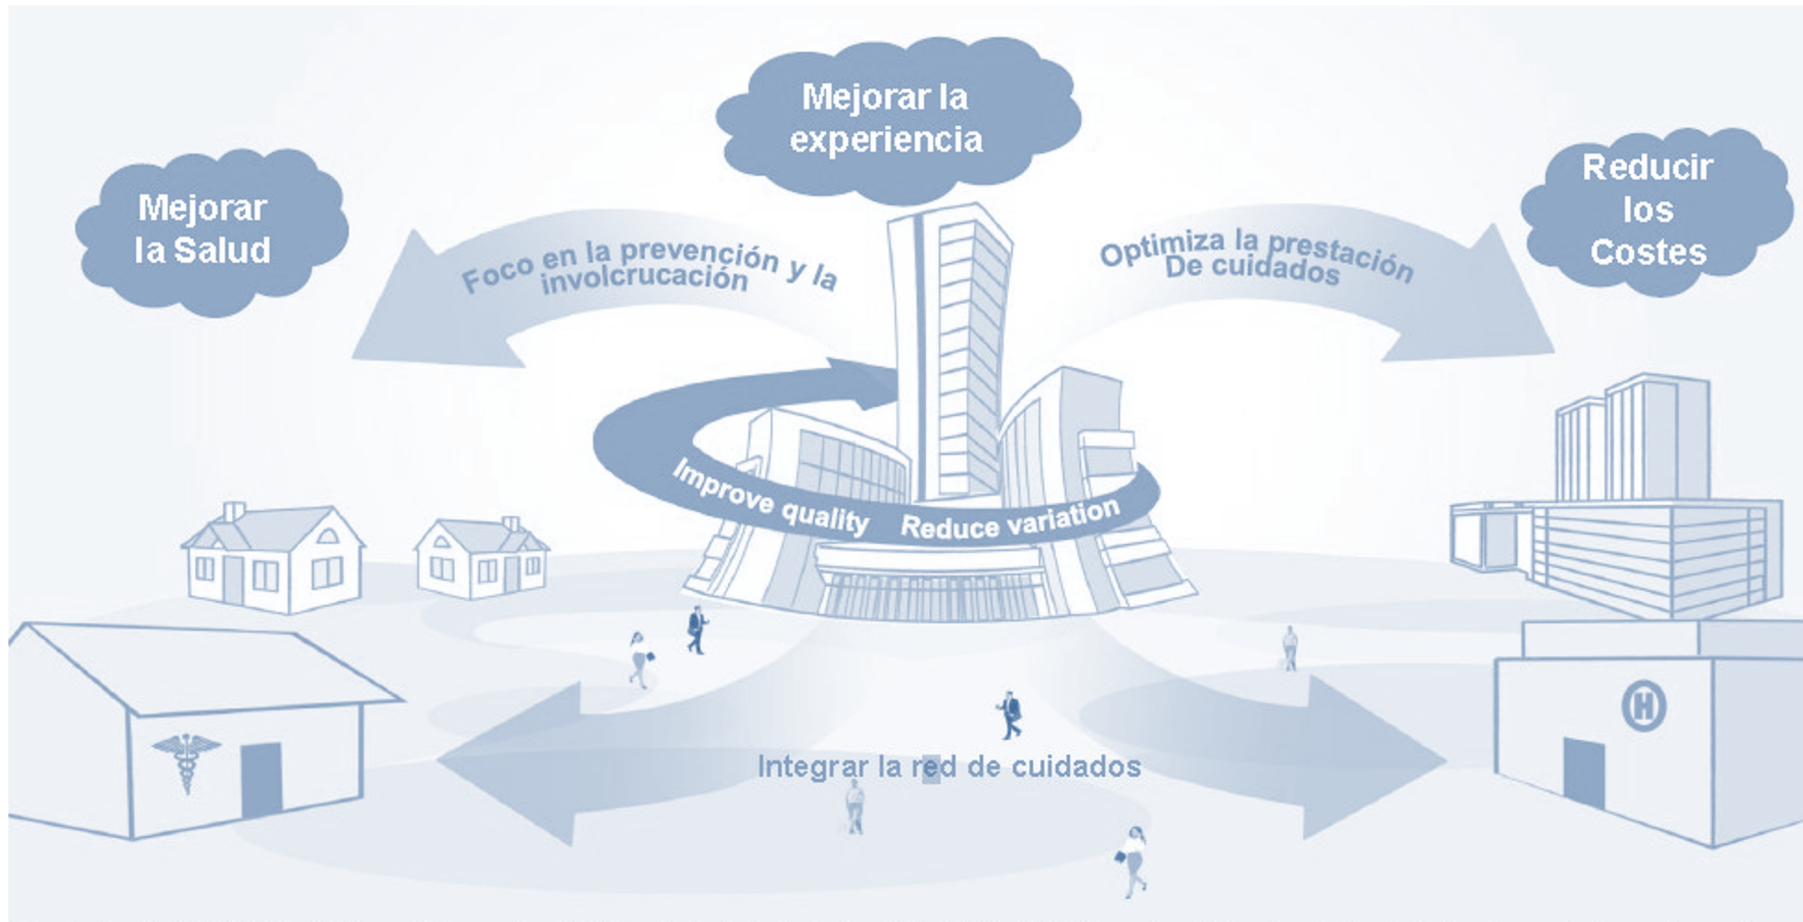 Mejorar la
experiencia
Mejorar
la Salud
Reducir
los
Costes
Foco en la prevención y la
involcrucación
Optimiza la prestación
De cuidados
Improve quality Reduce variation
H
Integrar la red de cuidados